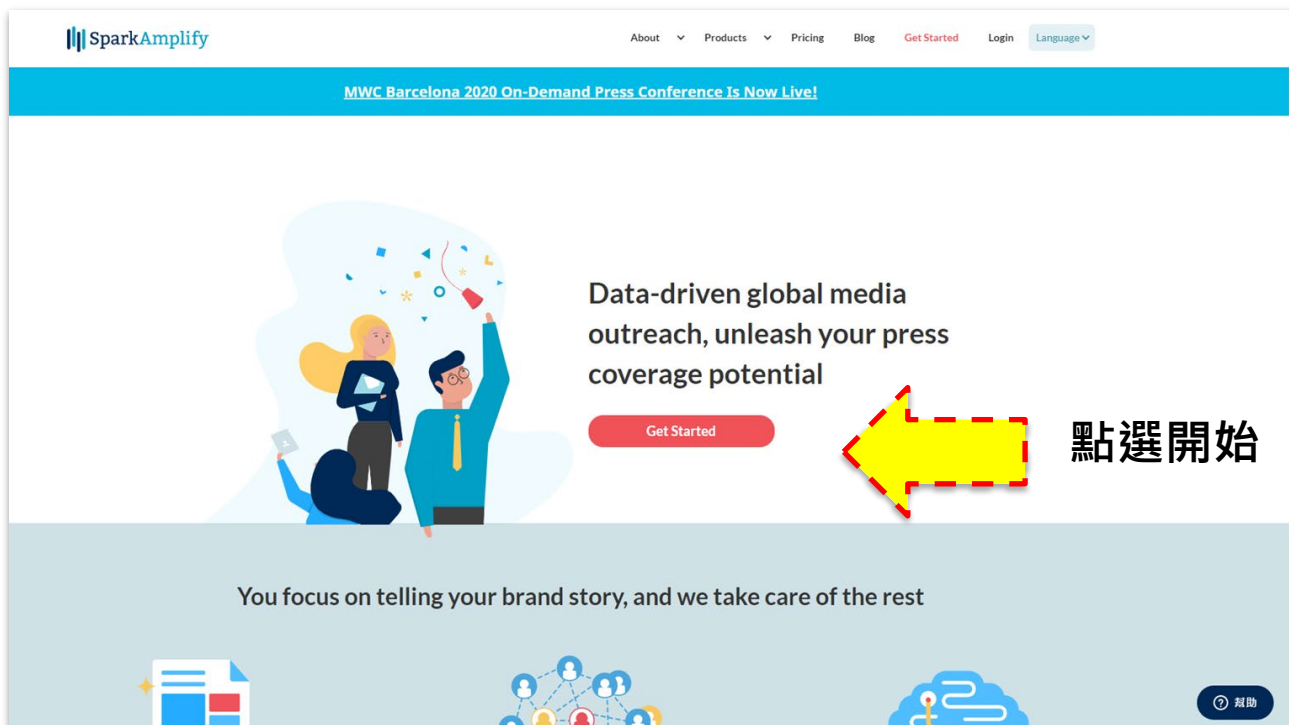 SparkAmplify
About Products Pricing Blog Get Started Login Language
MWC Barcelona 2020 On-Demand Press Conference Is Now Live!
Data-driven global media
outreach, unleash your press
coverage potential
Get Started
點選開始
You focus on telling your brand story, and we take care of the rest
幫助